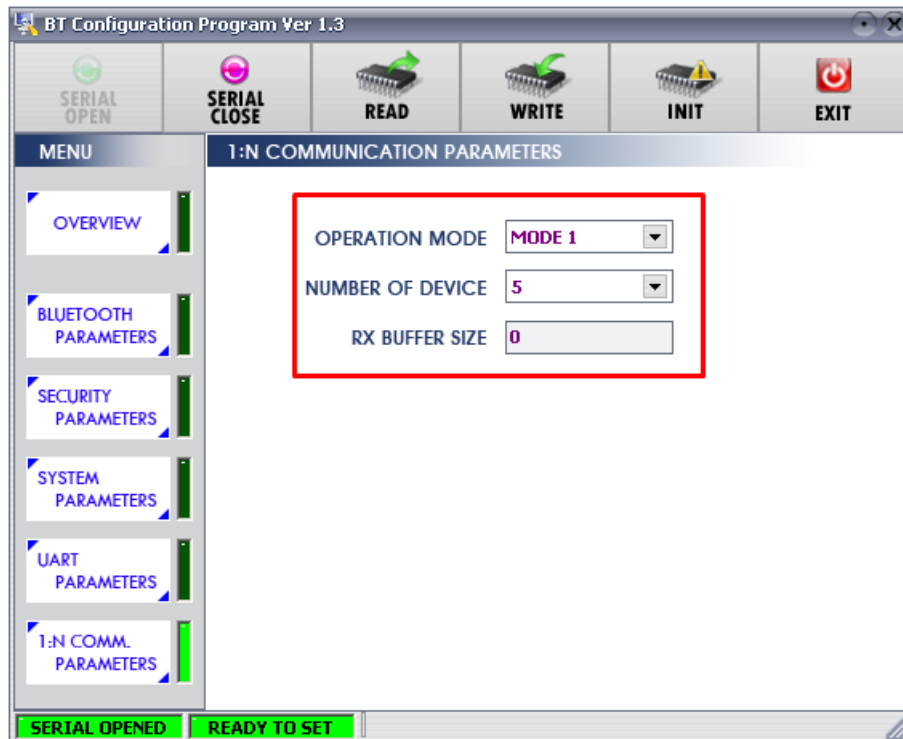 BT Configuration Program Ver 1.3
SERIAL
OPEN
SERIAL
CLOSE
READ
WRITE
INIT
EXIT
MENU
1:N COMMUNICATION PARAMETERS
OVERVIEW
BLUETOOTH
PARAMETERS
SECURITY
PARAMETERS
SYSTEM
PARAMETERS
UART
PARAMETERS
1:N COMM.
PARAMETERS
OPERATION MODE MODE 1
NUMBER OF DEVICE 5
RX BUFFER SIZE 0
SERIAL OPENED READY TO SET